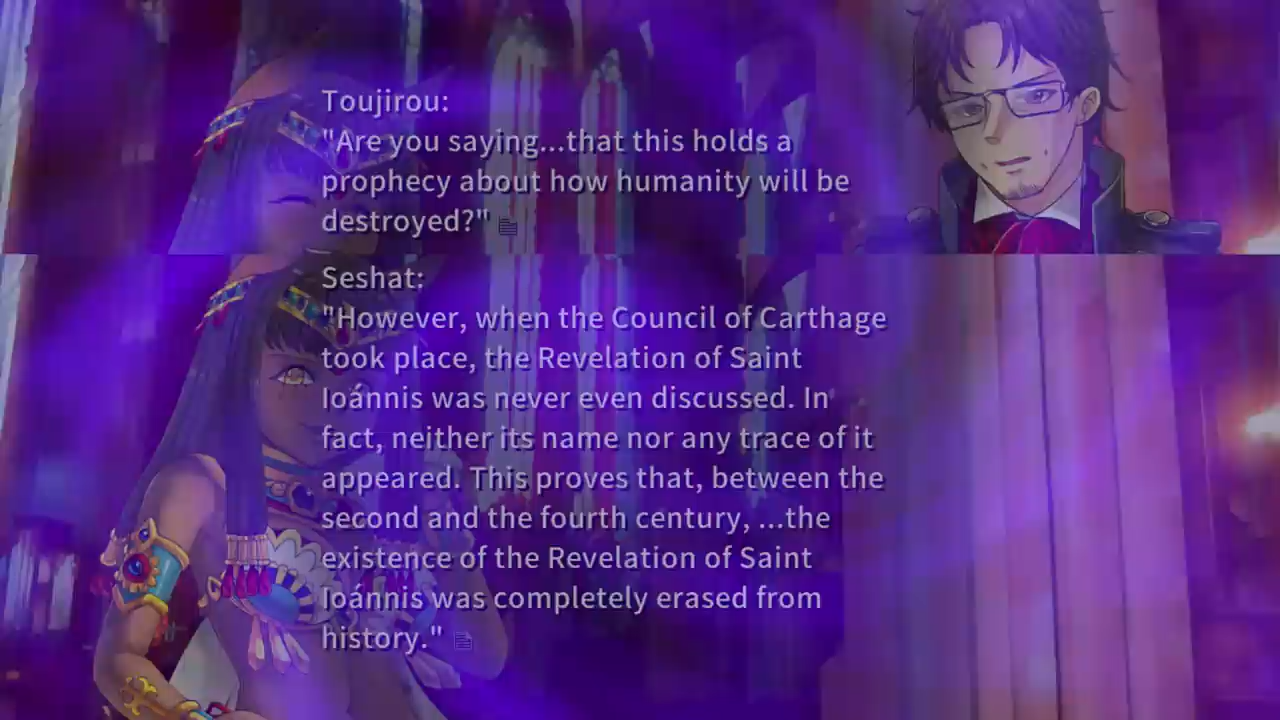 Toujirou:
"Are you saying...that this holds a
prophecy about how humanity will be
destroyed?"
Seshat:
"However, when the Council of Carthage
took place, the Revelation of Saint
Ioánnis was never even discussed. In
fact, neither its name nor any trace of it
appeared. This proves that, between the
second and the fourth century, ...the
existence of the Revelation of Saint
Ioánnis was completely erased from
history."